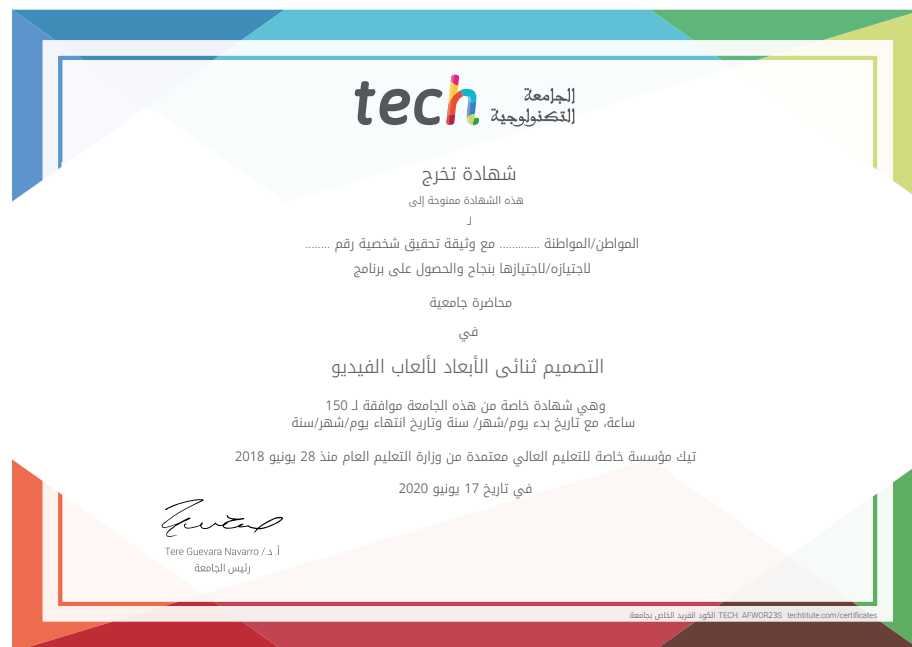 tech
الجامعة
التكنولوجية
شهادة تخرج
هذه الشهادة ممنوحة إلى
لـ
المواطن/المواطنة ............. مع وثيقة تحقيق شخصية رقم ........
لاجتيازه/لاجتيازها بنجاح والحصول على برنامج
محاضرة جامعية
في
التصميم ثنائى الأبعاد لألعاب الفيديو
وهي شهادة خاصة من هذه الجامعة موافقة لـ 150
ساعة، مع تاريخ بدء يوم/شهر/ سنة وتاريخ انتهاء يوم/شهر/سنة
تيك مؤسسة خاصة للتعليم العالي معتمدة من وزارة التعليم العام منذ 28 يونيو 2018
في تاريخ 17 يونيو 2020
أ.د./ Tere Guevara Navarro
رئيس الجامعة
الكود الفريد الخاص بجامعة TECH: AFWOR23S techtitute.com/certificates